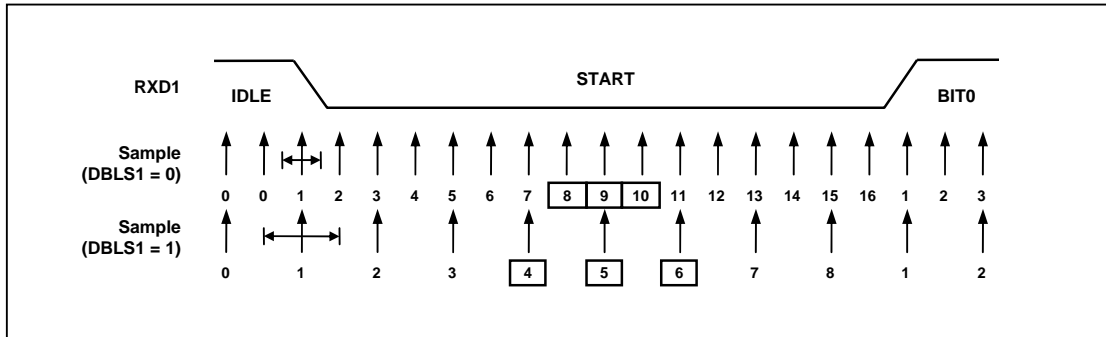 RXD1 IDLE START BIT0
Sample
(DBLS1 = 0)
0 0 1 2 3 4 5 6 7 8 9 10 11 12 13 14 15 16 1 2 3
Sample
(DBLS1 = 1)
0 1 2 3 4 5 6 7 8 1 2